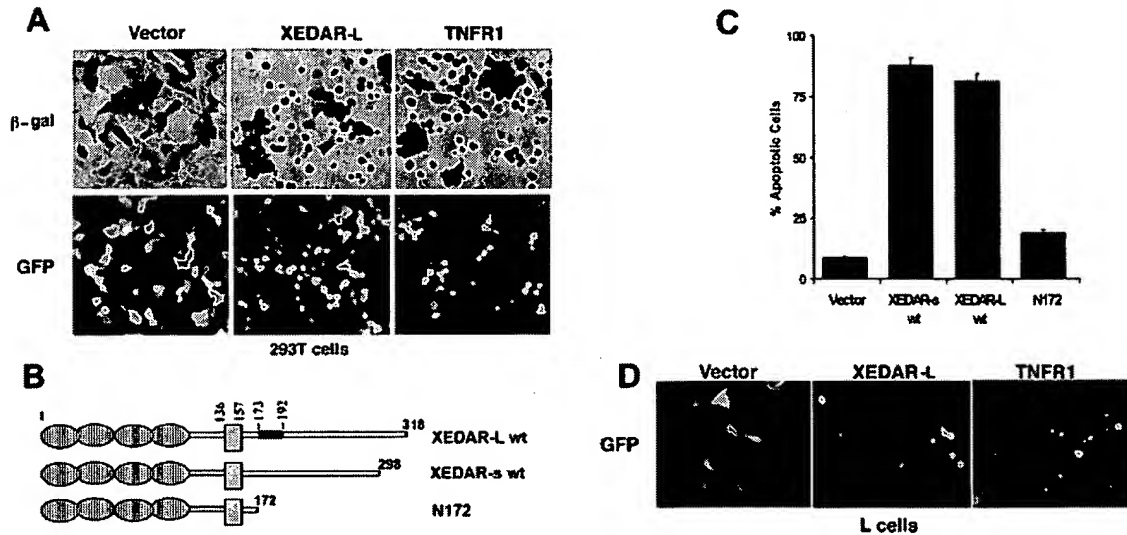 A
Vector XEDAR-L TNFR1
β-gal
GFP
293T cells
B
1 136 157 173 192 318
XEDAR-L wt
298
XEDAR-s wt
172
N172
C
% Apoptotic Cells
100
75
50
25
0
Vector XEDAR-s wt XEDAR-L wt N172
D
Vector XEDAR-L TNFR1
GFP
L cells